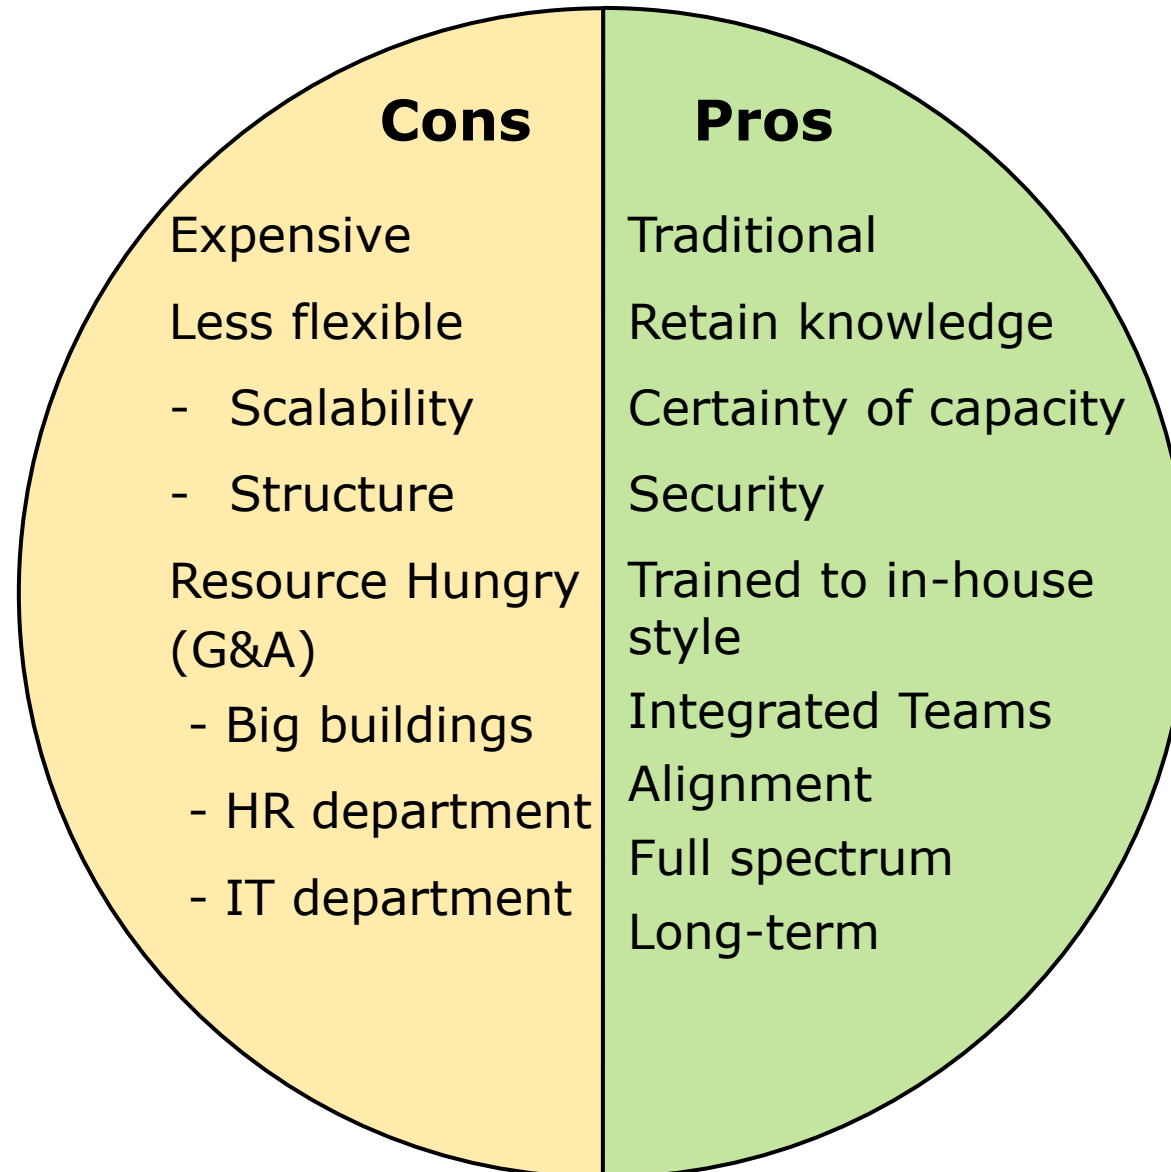 Cons
Expensive
Less flexible
- Scalability
- Structure
Resource Hungry
(G&A)
- Big buildings
- HR department
- IT department
Pros
Traditional
Retain knowledge
Certainty of capacity
Security
Trained to in-house
style
Integrated Teams
Alignment
Full spectrum
Long-term